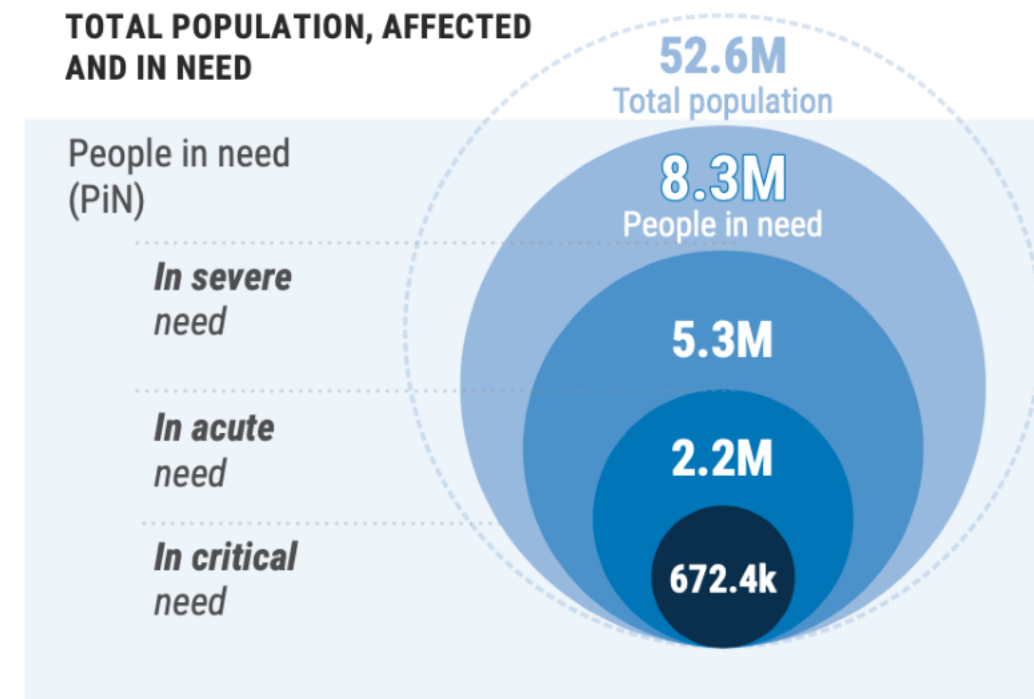 TOTAL POPULATION, AFFECTED
AND IN NEED
52.6M
Total population
People in need
(PiN)
8.3M
People in need
In severe
need
5.3M
In acute
need
2.2M
In critical
need
672.4k